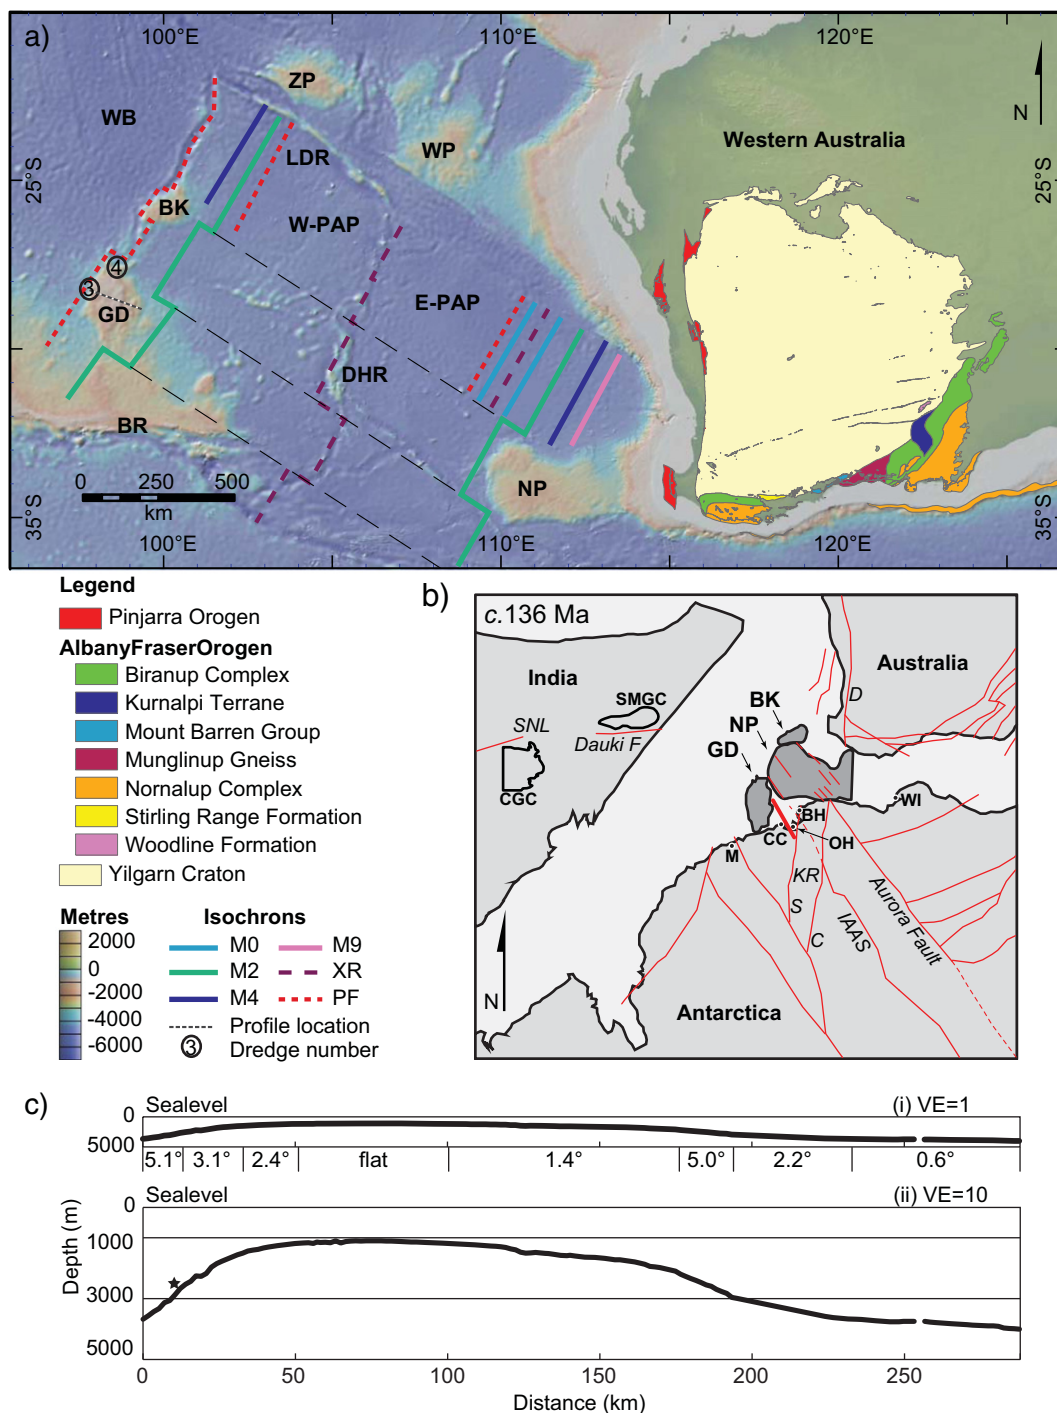 a)
100°E 110°E 120°E
N
ZP
WB
WP
Western Australia
LDR
25°S 25°S
BK
W-PAP
4
3
E-PAP
GD
DHR
BR
0 250 500
km
NP
35°S 35°S
100°E 110°E 120°E
Legend
Pinjarra Orogen
AlbanyFraserOrogen
Biranup Complex
Kurnalpi Terrane
Mount Barren Group
Munglinup Gneiss
Nornalup Complex
Stirling Range Formation
Woodline Formation
Yilgarn Craton
Metres
2000
0
-2000
-4000
-6000
Isochrons
M0 M9
M2 XR
M4 PF
Profile location
3 Dredge number
b)
c.136 Ma
India
Australia
SMGC
D
BK
SNL
Dauki F
NP
GD
CGC
WI
BH
CC
OH
M
KR
S
Aurora Fault
IAAS
C
N
Antarctica
c)
Sealevel (i) VE=1
0
5000
5.1° 3.1° 2.4° flat 1.4° 5.0° 2.2° 0.6°
Sealevel (ii) VE=10
0
1000
3000
5000
Depth (m)
0 50 100 150 200 250
Distance (km)